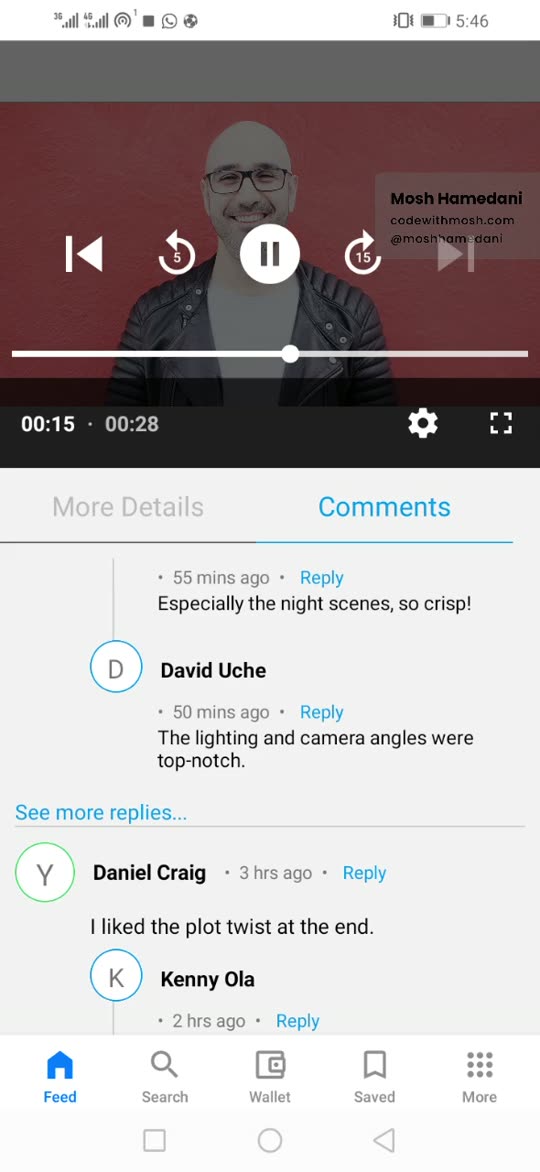 3G 4G 1 5:46
Mosh Hamedani
codewithmosh.com
@moshhamedani
5 15
00:15 · 00:28
More Details Comments
• 55 mins ago • Reply
Especially the night scenes, so crisp!
D David Uche
• 50 mins ago • Reply
The lighting and camera angles were
top-notch.
See more replies...
Y Daniel Craig • 3 hrs ago • Reply
I liked the plot twist at the end.
K Kenny Ola
• 2 hrs ago • Reply
Feed Search Wallet Saved More